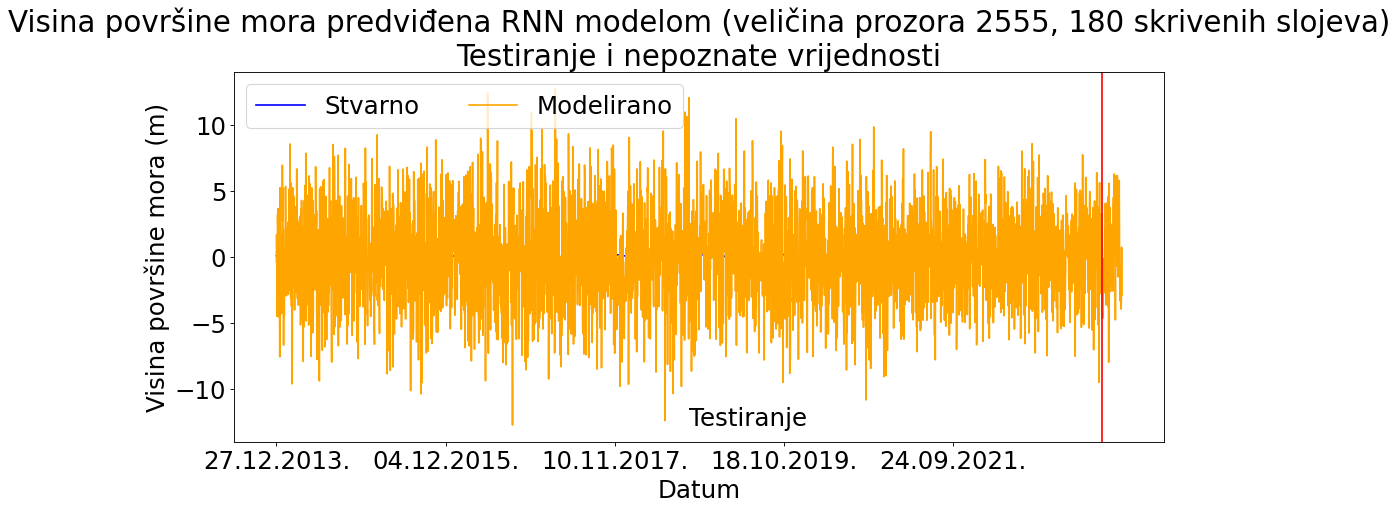 Visina površine mora predviđena RNN modelom (veličina prozora 2555, 180 skrivenih slojeva)
Testiranje i nepoznate vrijednosti
Stvarno Modelirano
Visina površine mora (m)
10
5
0
−5
−10
Testiranje
27.12.2013. 04.12.2015. 10.11.2017. 18.10.2019. 24.09.2021.
Datum